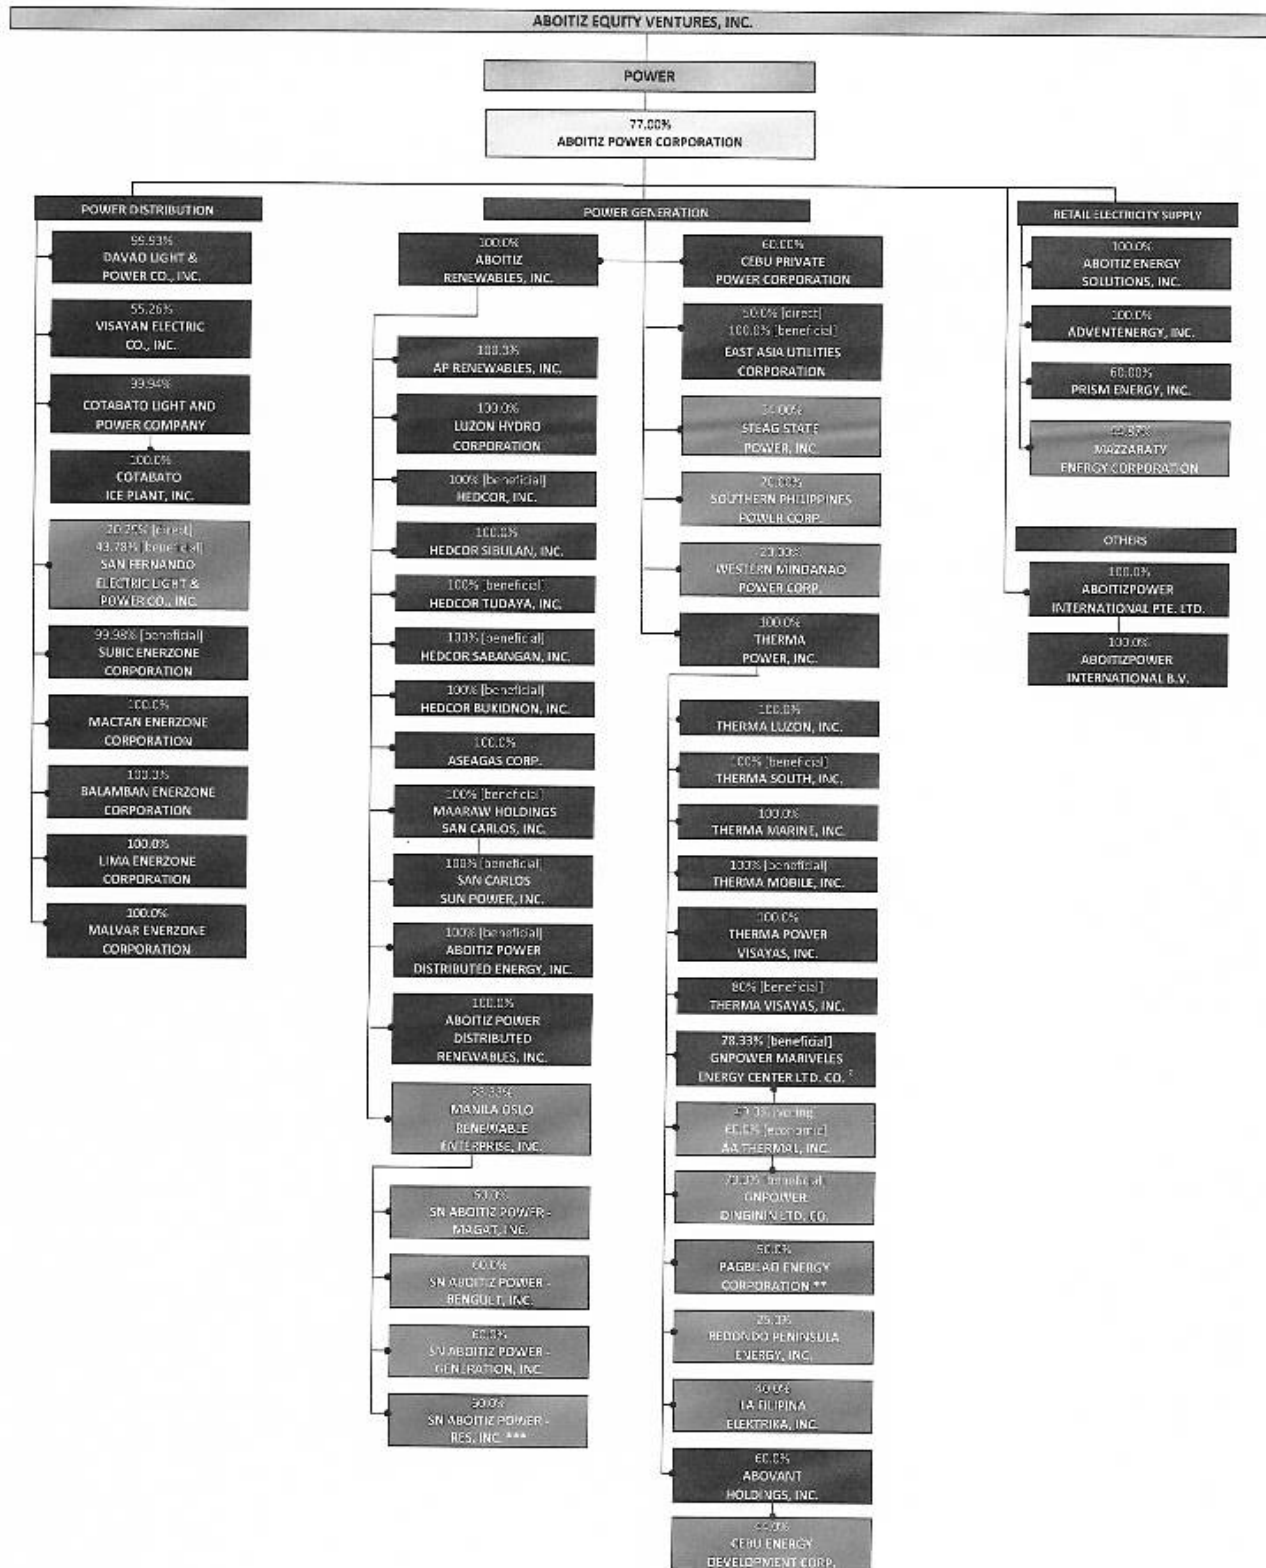 ABOITIZ EQUITY VENTURES, INC.
POWER
77.00%
ABOITIZ POWER CORPORATION
POWER DISTRIBUTION
99.93%
DAVAO LIGHT &
POWER CO., INC.
55.26%
VISAYAN ELECTRIC
CO., INC.
99.94%
COTABATO LIGHT AND
POWER COMPANY
100.0%
COTABATO
ICE PLANT, INC.
[direct]
43.78% [beneficial]
SAN FERNANDO
ELECTRIC LIGHT &
POWER CO., INC.
99.98% [beneficial]
SUBIC ENERZONE
CORPORATION
100.0%
MACTAN ENERZONE
CORPORATION
100.0%
BALAMBAN ENERZONE
CORPORATION
100.0%
LIMA ENERZONE
CORPORATION
100.0%
MALVAR ENERZONE
CORPORATION
POWER GENERATION
100.0%
ABOITIZ
RENEWABLES, INC.
100.0%
AP RENEWABLES, INC.
100.0%
LUZON HYDRO
CORPORATION
100% [beneficial]
HEDCOR, INC.
100.0%
HEDCOR SIBULAN, INC.
100% [beneficial]
HEDCOR TUDAYA, INC.
100% [beneficial]
HEDCOR SABANGAN, INC.
100% [beneficial]
HEDCOR BUKIDNON, INC.
100.0%
ASEAGAS CORP.
100% [beneficial]
MAARAW HOLDINGS
SAN CARLOS, INC.
100% [beneficial]
SAN CARLOS
SUN POWER, INC.
100% [beneficial]
ABOITIZ POWER
DISTRIBUTED ENERGY, INC.
100.0%
ABOITIZ POWER
DISTRIBUTED
RENEWABLES, INC.
MANILA OSLO
RENEWABLE
ENTERPRISE, INC.
SN ABOITIZ POWER -
MAGAT, INC.
60.0%
SN ABOITIZ POWER -
BENGUET, INC.
60.0%
SN ABOITIZ POWER -
GENERATION, INC.
SN ABOITIZ POWER -
RES, INC. ***
60.00%
CEBU PRIVATE
POWER CORPORATION
50.0% [direct]
100.0% [beneficial]
EAST ASIA UTILITIES
CORPORATION
STEAG STATE
POWER, INC.
20.00%
SOUTHERN PHILIPPINES
POWER CORP.
WESTERN MINDANAO
POWER CORP.
100.0%
THERMA
POWER, INC.
100.0%
THERMA LUZON, INC.
100% [beneficial]
THERMA SOUTH, INC.
100.0%
THERMA MARINE, INC.
100% [beneficial]
THERMA MOBILE, INC.
100.0%
THERMA POWER
VISAYAS, INC.
80% [beneficial]
THERMA VISAYAS, INC.
78.33% [beneficial]
GNPOWER MARIVELES
ENERGY CENTER LTD. CO.
60.0% [economic]
AA THERMAL, INC.
[beneficial]
GNPOWER
DINGININ LTD. CO.
50.0%
PAGBILAO ENERGY
CORPORATION **
25.0%
REDONDO PENINSULA
ENERGY, INC.
40.0%
LA FILIPINA
ELEKTRIKA, INC.
60.0%
ABOVANT
HOLDINGS, INC.
CEBU ENERGY
DEVELOPMENT CORP.
RETAIL ELECTRICITY SUPPLY
100.0%
ABOITIZ ENERGY
SOLUTIONS, INC.
100.0%
ADVENTENERGY, INC.
60.00%
PRISM ENERGY, INC.
MAZZARATY
ENERGY CORPORATION
OTHERS
100.0%
ABOITIZPOWER
INTERNATIONAL PTE. LTD.
100.0%
ABOITIZPOWER
INTERNATIONAL B.V.